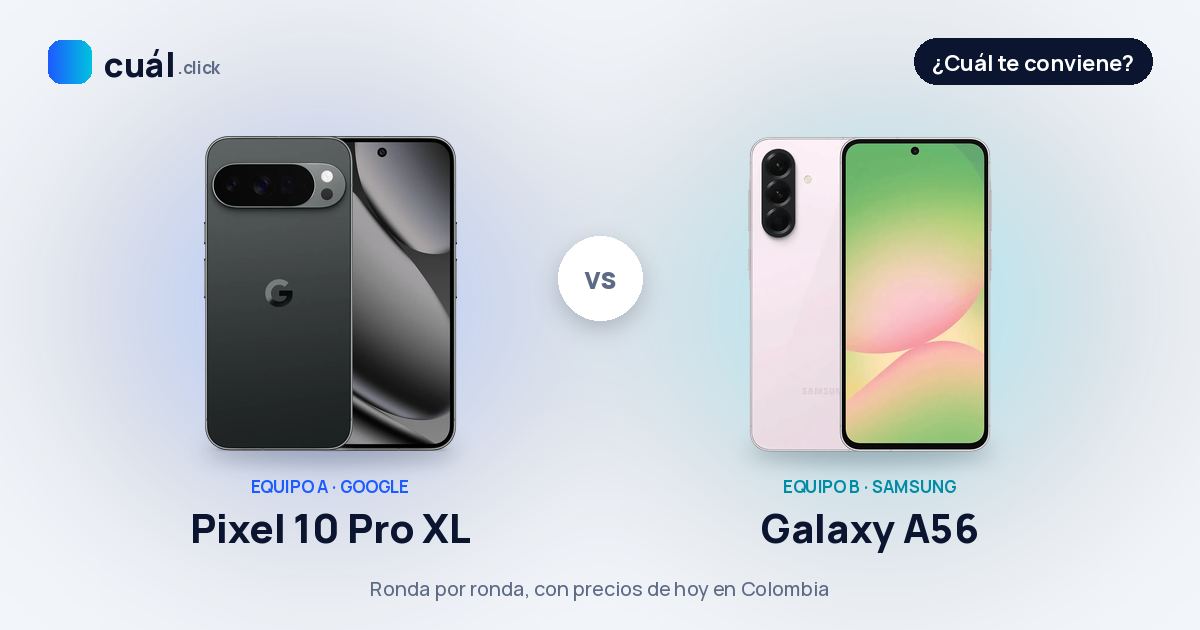 cuál.click
¿Cuál te conviene?
VS
SAMSUNG
EQUIPO A · GOOGLE
EQUIPO B · SAMSUNG
Pixel 10 Pro XL
Galaxy A56
Ronda por ronda, con precios de hoy en Colombia